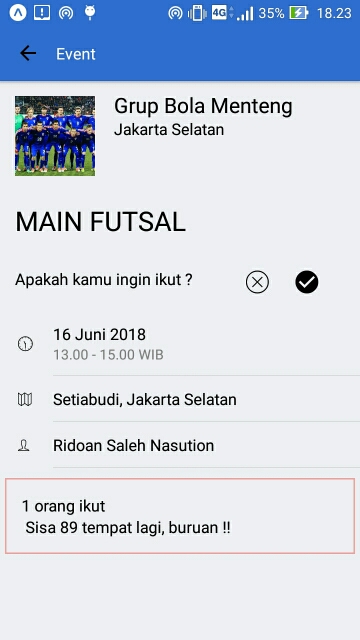 4G 35% 18.23
Event
Grup Bola Menteng
Jakarta Selatan
MAIN FUTSAL
Apakah kamu ingin ikut ?
16 Juni 2018
13.00 - 15.00 WIB
Setiabudi, Jakarta Selatan
Ridoan Saleh Nasution
1 orang ikut
Sisa 89 tempat lagi, buruan !!